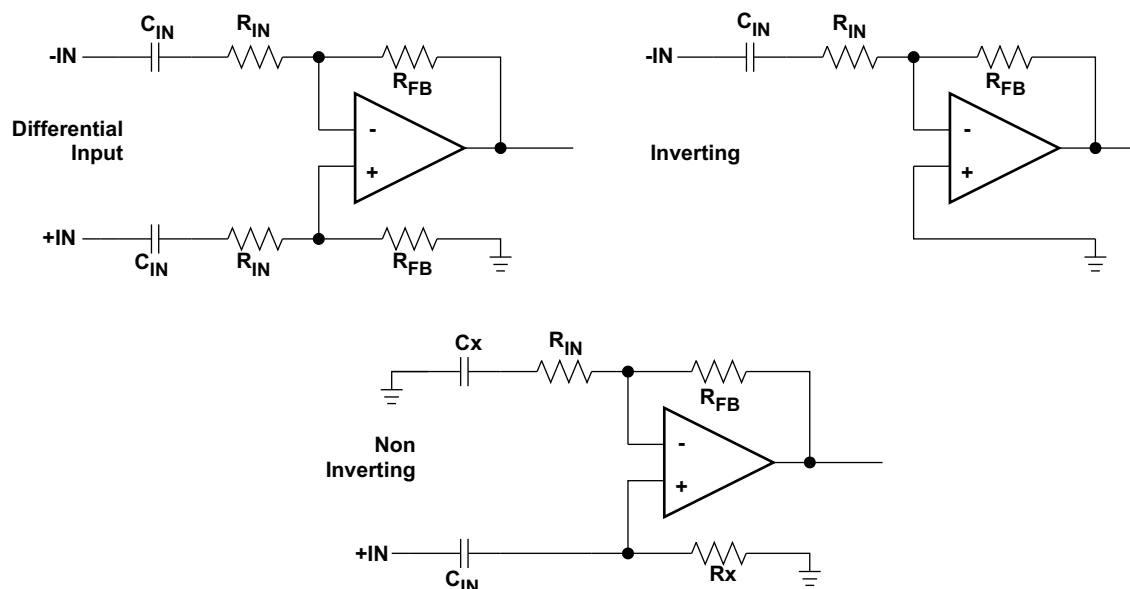 C_IN
R_IN
-IN
R_FB
-
+
Differential
Input
+IN
C_IN
R_IN
R_FB
C_IN
R_IN
-IN
R_FB
-
+
Inverting
Cx
R_IN
R_FB
-
+
Non
Inverting
+IN
C_IN
Rx